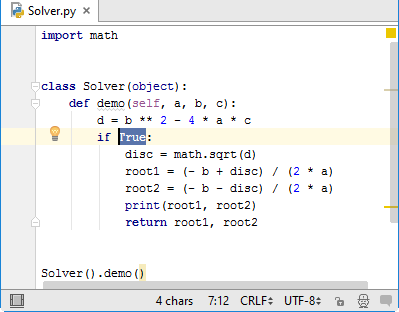 Solver.py
import math
class Solver(object):
    def demo(self, a, b, c):
        d = b ** 2 - 4 * a * c
        if True:
            disc = math.sqrt(d)
            root1 = (- b + disc) / (2 * a)
            root2 = (- b - disc) / (2 * a)
            print(root1, root2)
            return root1, root2
Solver().demo()
4 chars 7:12 CRLF UTF-8